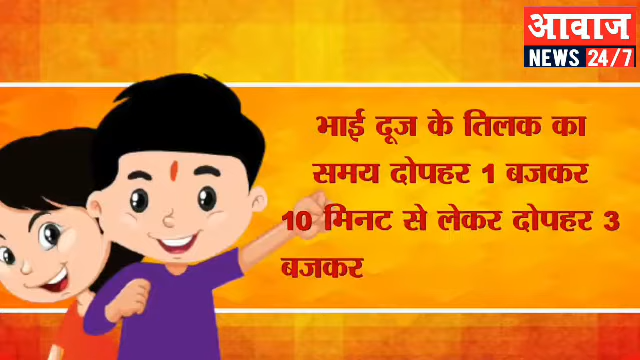 आवाज
NEWS 24/7
भाई दूज के तिलक का
समय दोपहर 1 बजकर
10 मिनट से लेकर दोपहर 3
बजकर